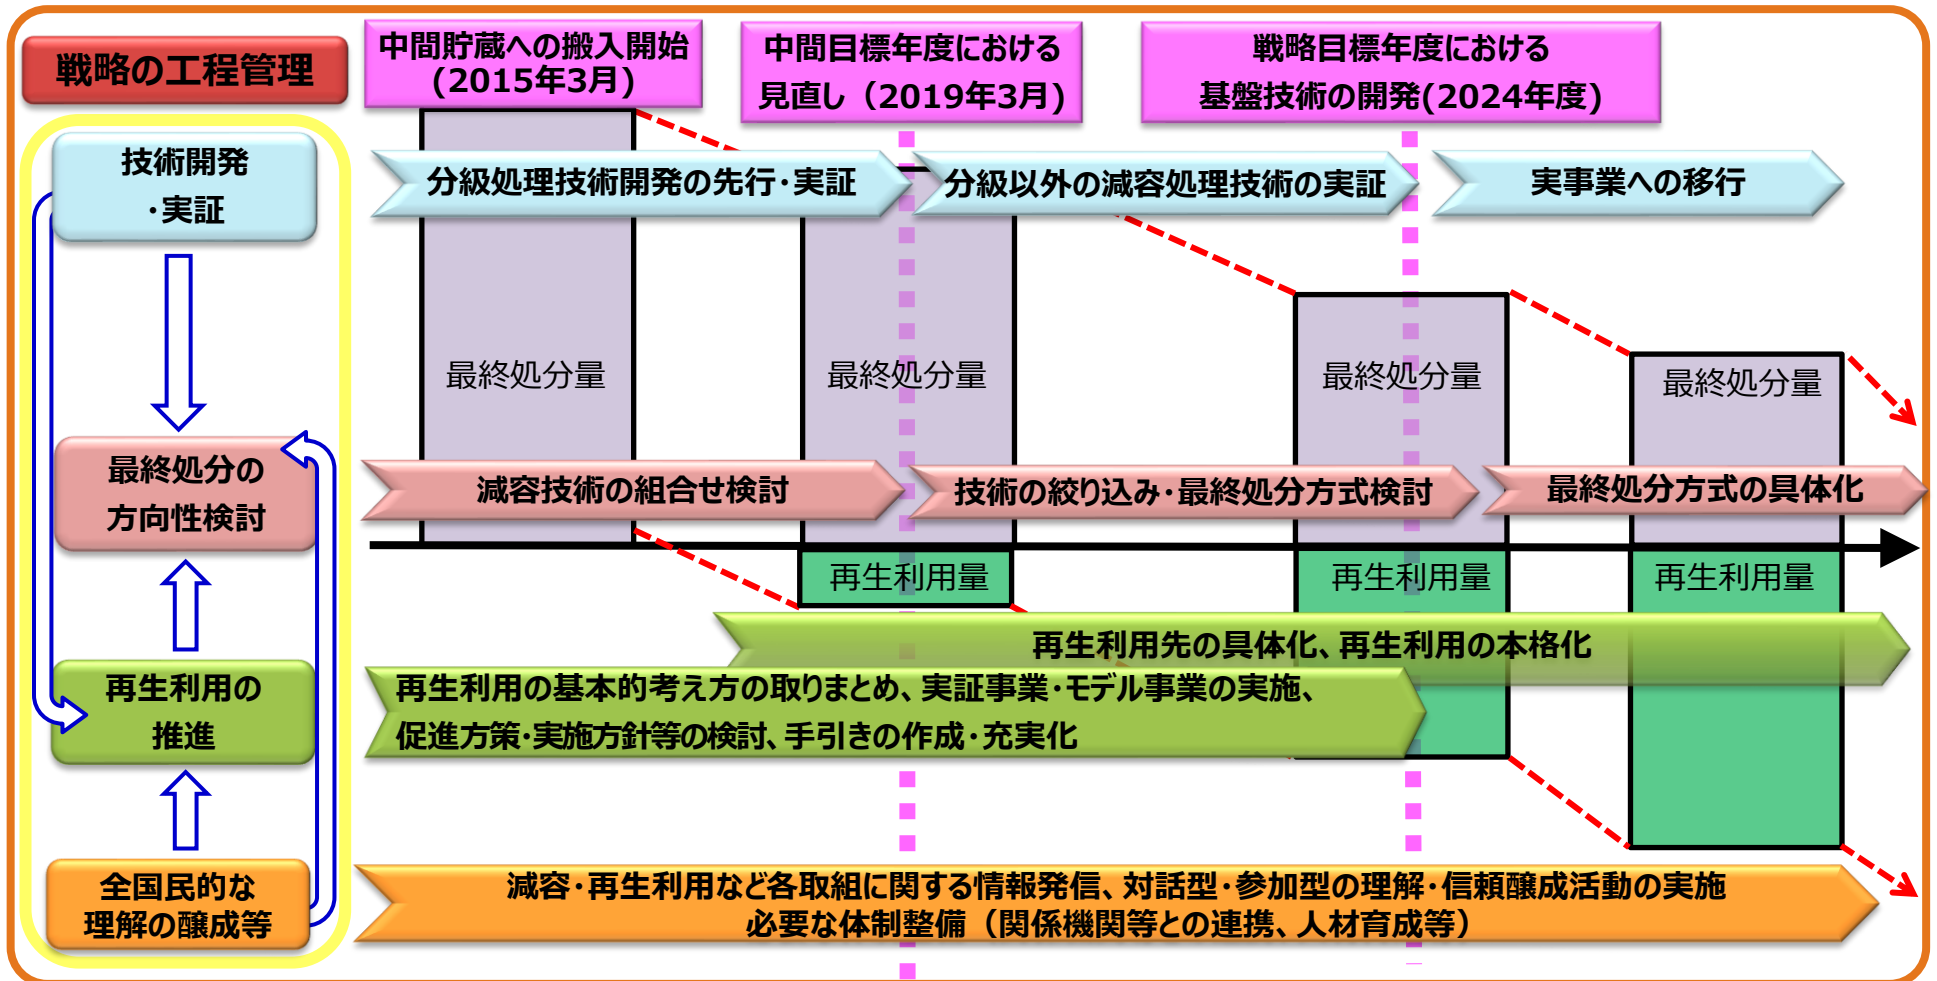 戦略の工程管理
中間貯蔵への搬入開始
(2015年3月)
中間目標年度における
見直し（2019年3月)
戦略目標年度における
基盤技術の開発(2024年度)
技術開発
・実証
分級処理技術開発の先行・実証
分級以外の減容処理技術の実証
実事業への移行
最終処分量
最終処分量
最終処分量
最終処分量
最終処分の
方向性検討
減容技術の組合せ検討
技術の絞り込み・最終処分方式検討
最終処分方式の具体化
再生利用量
再生利用量
再生利用量
再生利用先の具体化、再生利用の本格化
再生利用の
推進
再生利用の基本的考え方の取りまとめ、実証事業・モデル事業の実施、
促進方策・実施方針等の検討、手引きの作成・充実化
全国民的な
理解の醸成等
減容・再生利用など各取組に関する情報発信、対話型・参加型の理解・信頼醸成活動の実施
必要な体制整備（関係機関等との連携、人材育成等）